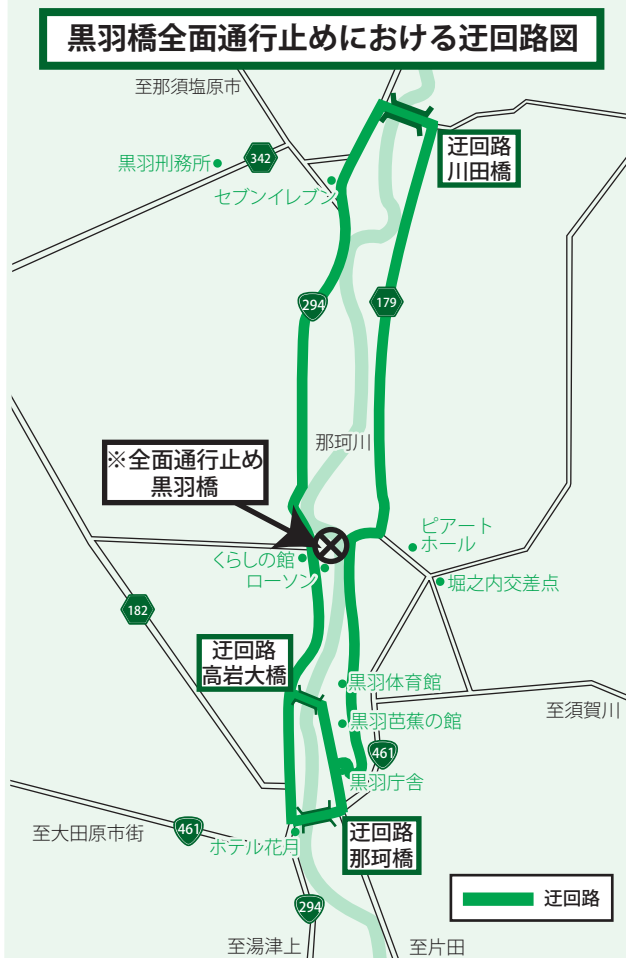 黒羽橋全面通行止めにおける迂回路図
至那須塩原市
黒羽刑務所
342
セブンイレブン
迂回路
川田橋
294
179
那珂川
※全面通行止め
黒羽橋
ピアート
ホール
くらしの館
ローソン
堀之内交差点
182
迂回路
高岩大橋
黒羽体育館
至須賀川
黒羽芭蕉の館
461
黒羽庁舎
至大田原市街
461
ホテル花月
迂回路
那珂橋
294
迂回路
至湯津上
至片田